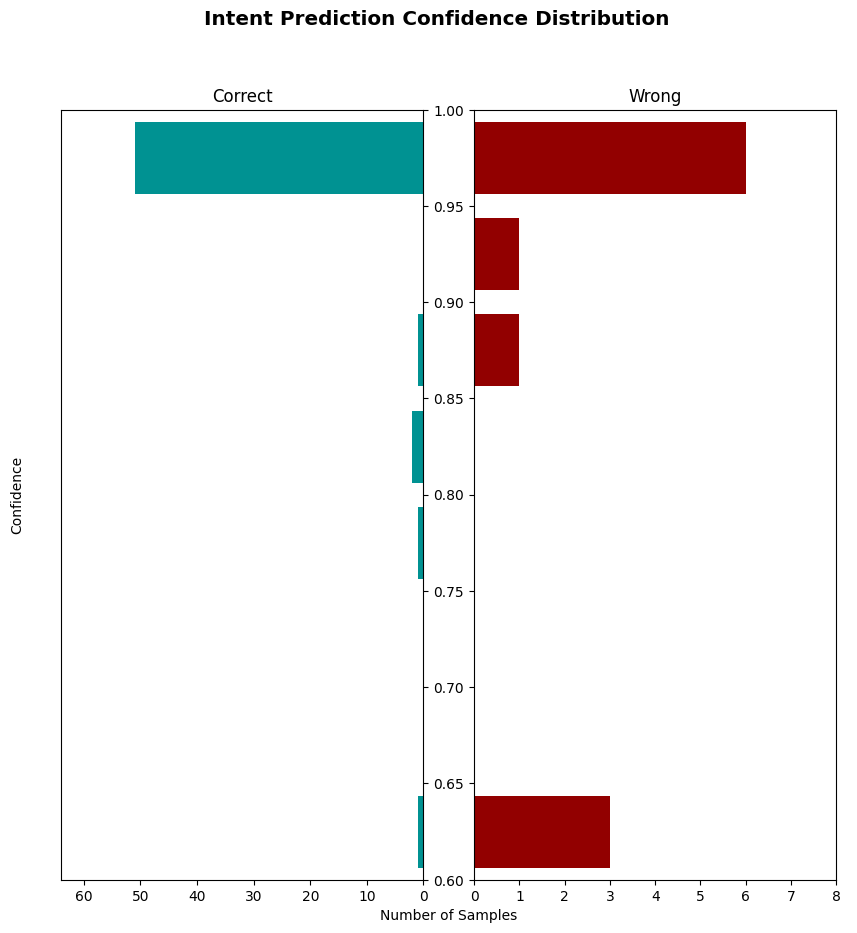 Intent Prediction Confidence Distribution
Correct
Wrong
1.00
0.95
0.90
0.85
0.80
0.75
0.70
0.65
0.60
Confidence
60 50 40 30 20 10 0
0 1 2 3 4 5 6 7 8
Number of Samples